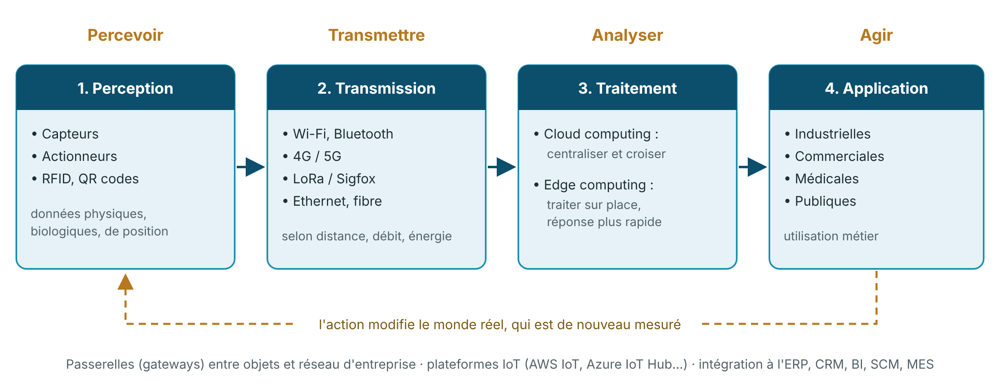 Percevoir
Transmettre
Analyser
Agir
1. Perception
• Capteurs
• Actionneurs
• RFID, QR codes
données physiques,
biologiques, de position
2. Transmission
• Wi-Fi, Bluetooth
• 4G / 5G
• LoRa / Sigfox
• Ethernet, fibre
selon distance, débit, énergie
3. Traitement
• Cloud computing :
centraliser et croiser
• Edge computing :
traiter sur place,
réponse plus rapide
4. Application
• Industrielles
• Commerciales
• Médicales
• Publiques
utilisation métier
l'action modifie le monde réel, qui est de nouveau mesuré
Passerelles (gateways) entre objets et réseau d'entreprise · plateformes IoT (AWS IoT, Azure IoT Hub…) · intégration à l'ERP, CRM, BI, SCM, MES